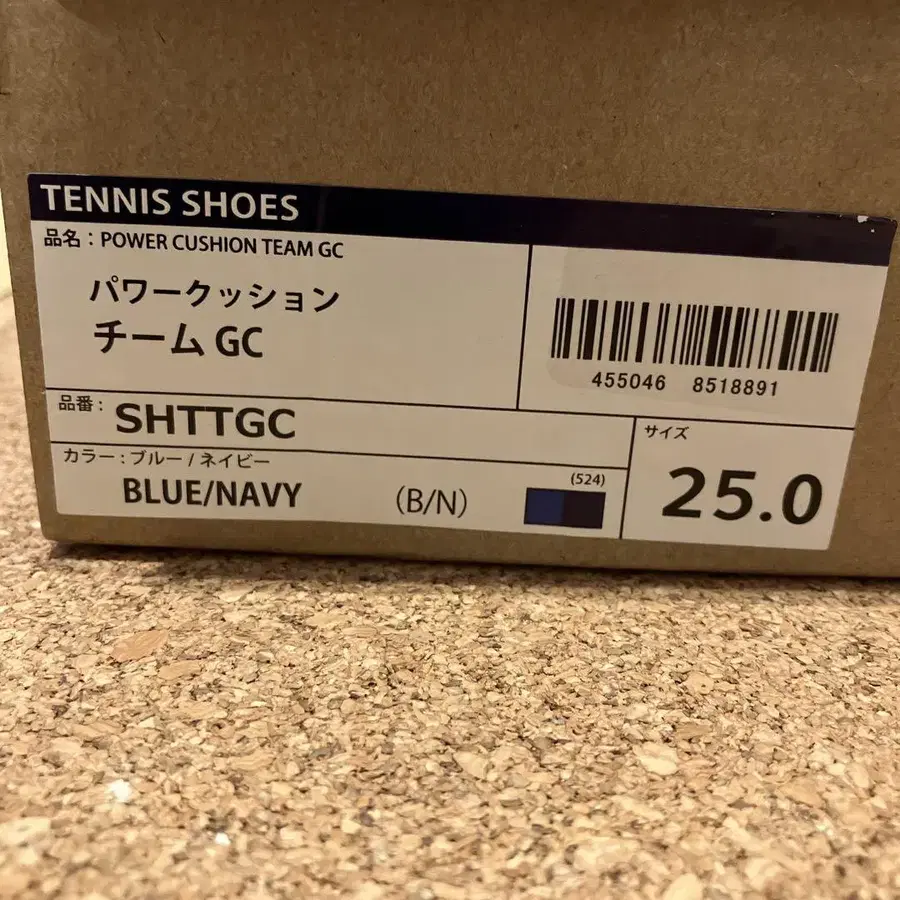 TENNIS SHOES
品名：POWER CUSHION TEAM GC
パワークッション
チーム GC
455046 8518891
品番：SHTTGC
カラー：ブルー / ネイビー
BLUE/NAVY (B/N) (524)
サイズ
25.0